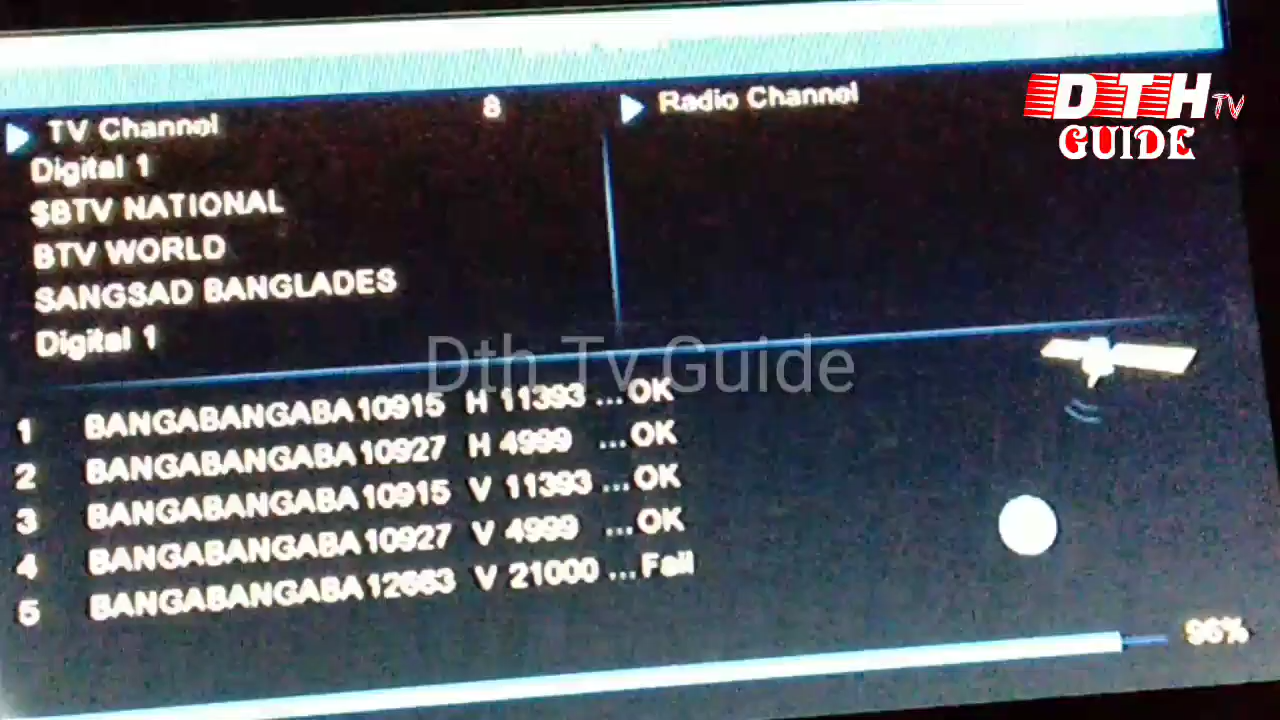 DTH TV
GUIDE
TV Channel 8
Radio Channel
Digital 1
$BTV NATIONAL
BTV WORLD
SANGSAD BANGLADES
Digital 1
Dth Tv Guide
1 BANGABANGABA 10915 H 11393 ...OK
2 BANGABANGABA 10927 H 4999 ...OK
3 BANGABANGABA 10915 V 11393 ...OK
4 BANGABANGABA 10927 V 4999 ...OK
5 BANGABANGABA 12663 V 21000 ...Fail
96%